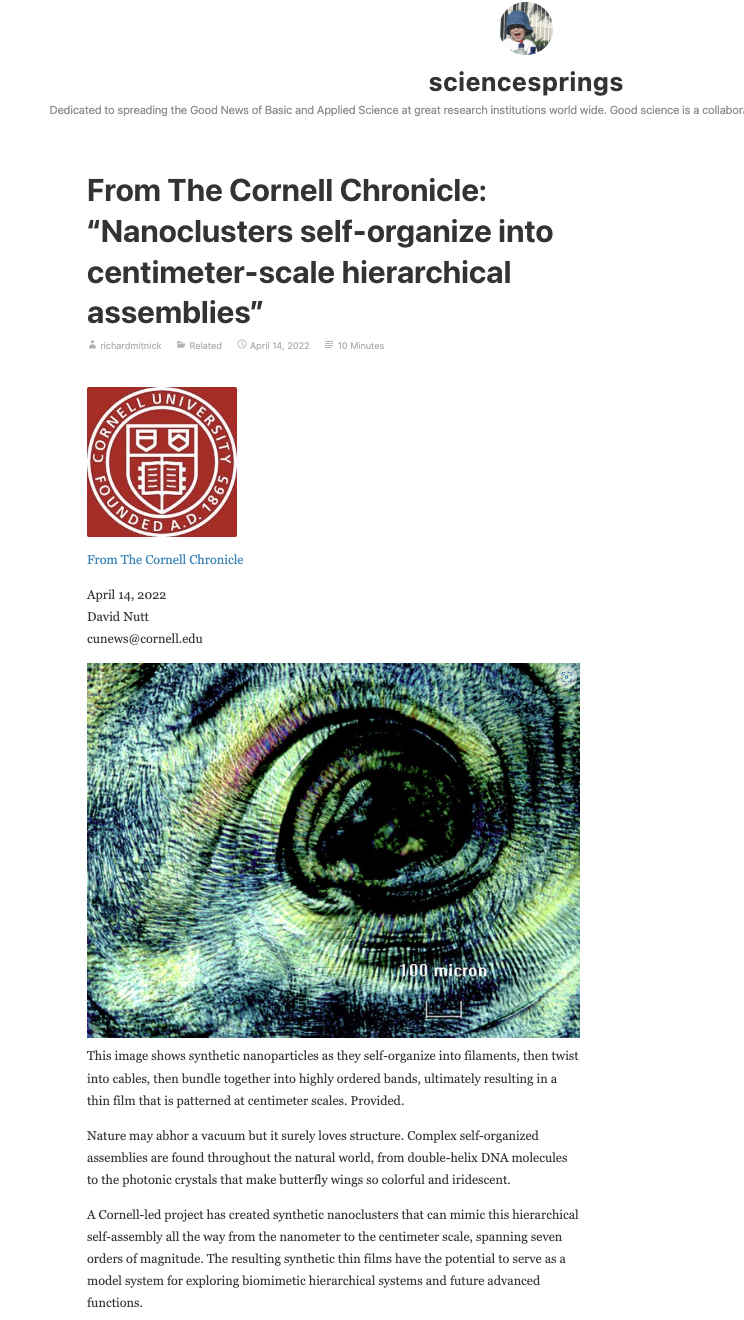 sciencesprings
Dedicated to spreading the Good News of Basic and Applied Science at great research institutions world wide. Good science is a collabor
From The Cornell Chronicle:
“Nanoclusters self-organize into
centimeter-scale hierarchical
assemblies”
richardmitnick Related April 14, 2022 10 Minutes
CORNELL UNIVERSITY
FOUNDED A.D. 1865
From The Cornell Chronicle
April 14, 2022
David Nutt
cunews@cornell.edu
100 micron
This image shows synthetic nanoparticles as they self-organize into filaments, then twist
into cables, then bundle together into highly ordered bands, ultimately resulting in a
thin film that is patterned at centimeter scales. Provided.
Nature may abhor a vacuum but it surely loves structure. Complex self-organized
assemblies are found throughout the natural world, from double-helix DNA molecules
to the photonic crystals that make butterfly wings so colorful and iridescent.
A Cornell-led project has created synthetic nanoclusters that can mimic this hierarchical
self-assembly all the way from the nanometer to the centimeter scale, spanning seven
orders of magnitude. The resulting synthetic thin films have the potential to serve as a
model system for exploring biomimetic hierarchical systems and future advanced
functions.